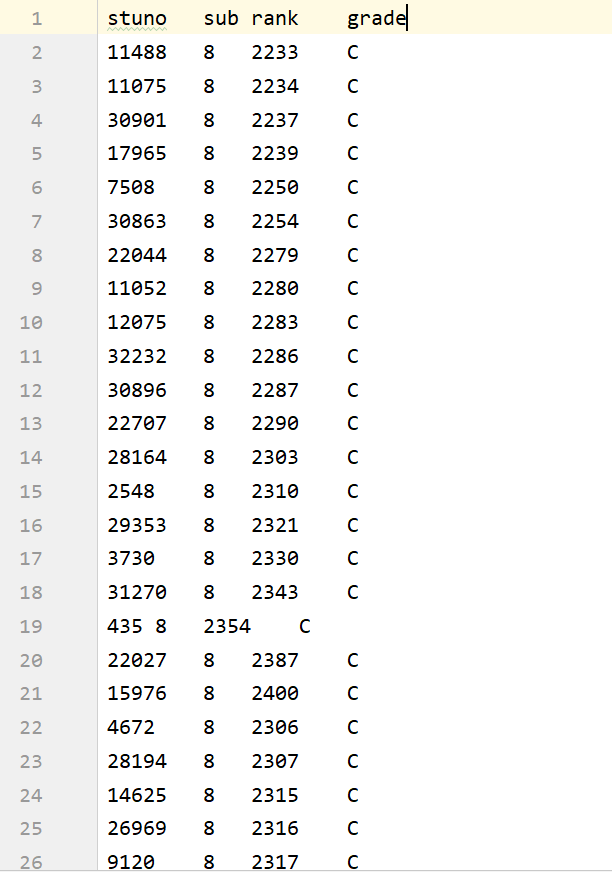 1 stuno sub rank grade
2 11488 8 2233 C
3 11075 8 2234 C
4 30901 8 2237 C
5 17965 8 2239 C
6 7508 8 2250 C
7 30863 8 2254 C
8 22044 8 2279 C
9 11052 8 2280 C
10 12075 8 2283 C
11 32232 8 2286 C
12 30896 8 2287 C
13 22707 8 2290 C
14 28164 8 2303 C
15 2548 8 2310 C
16 29353 8 2321 C
17 3730 8 2330 C
18 31270 8 2343 C
19 435 8 2354 C
20 22027 8 2387 C
21 15976 8 2400 C
22 4672 8 2306 C
23 28194 8 2307 C
24 14625 8 2315 C
25 26969 8 2316 C
26 9120 8 2317 C